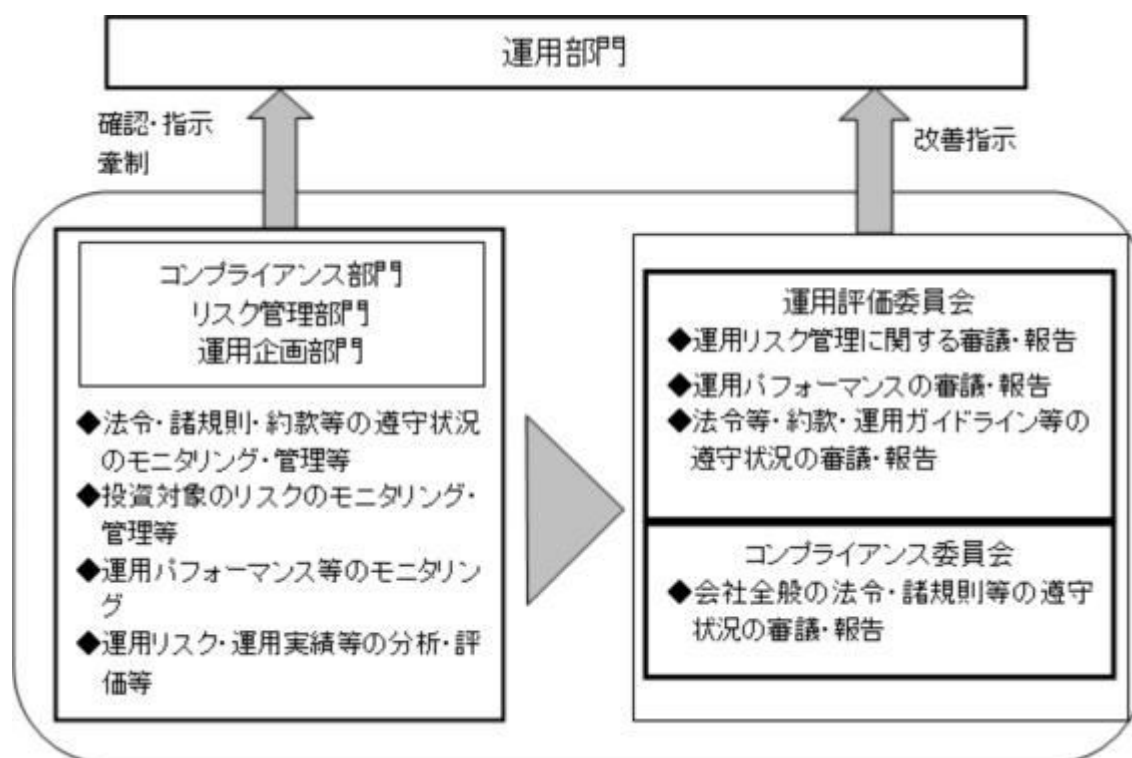 運用部門
確認・指示
牽制
改善指示
コンプライアンス部門
リスク管理部門
運用企画部門
◆法令・諸規則・約款等の遵守状況
のモニタリング・管理等
◆投資対象のリスクのモニタリング・
管理等
◆運用パフォーマンス等のモニタリン
グ
◆運用リスク・運用実績等の分析・評
価等
運用評価委員会
◆運用リスク管理に関する審議・報告
◆運用パフォーマンスの審議・報告
◆法令等・約款・運用ガイドライン等の
遵守状況の審議・報告
コンプライアンス委員会
◆会社全般の法令・諸規則等の遵守
状況の審議・報告